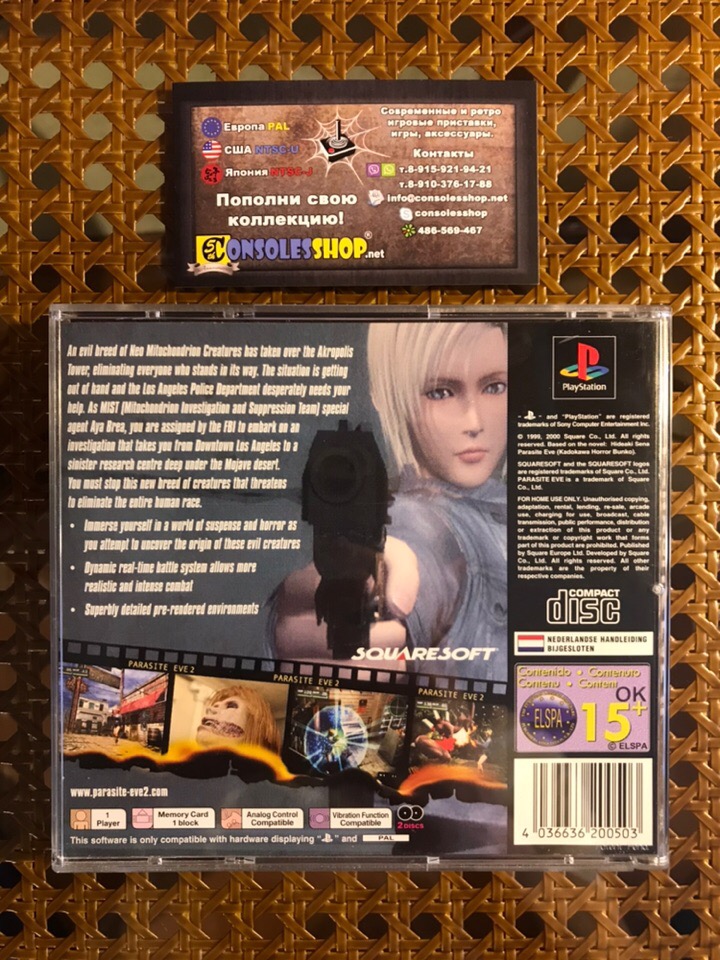 Европа PAL
США NTSC-U
Япония NTSC-J
Пополни свою
коллекцию!
CONSOLESSHOP®.net
Современные и ретро
игровые приставки,
игры, аксессуары.
Контакты
т.8-915-921-94-21
т.8-910-376-17-88
info@consolesshop.net
consolesshop
486-569-467
An evil breed of Neo Mitochondrion Creatures has taken over the Akropolis
Tower, eliminating everyone who stands in its way. The situation is getting
out of hand and the Los Angeles Police Department desperately needs your
help. As MIST (Mitochondrion Investigation and Suppression Team) special
agent Aya Brea, you are assigned by the FBI to embark on an
investigation that takes you from Downtown Los Angeles to a
sinister research centre deep under the Mojave desert.
You must stop this new breed of creatures that threatens
to eliminate the entire human race.
• Immerse yourself in a world of suspense and horror as
you attempt to uncover the origin of these evil creatures
• Dynamic real-time battle system allows more
realistic and intense combat
• Superbly detailed pre-rendered environments
SQUARESOFT
PARASITE EVE 2
PARASITE EVE 2
PARASITE EVE 2
www.parasite-eve2.com
1
Player
Memory Card
1 block
Analog Control
Compatible
Vibration Function
Compatible
2 DISCS
This software is only compatible with hardware displaying " " and PAL
PlayStation
" " and "PlayStation" are registered
trademarks of Sony Computer Entertainment Inc.
© 1999, 2000 Square Co., Ltd. All rights
reserved. Based on the novel: Hideaki Sena
Parasite Eve (Kadokawa Horror Bunko).
SQUARESOFT and the SQUARESOFT logos
are registered trademarks of Square Co., Ltd.
PARASITE EVE is a trademark of Square
Co., Ltd.
FOR HOME USE ONLY. Unauthorised copying,
adaptation, rental, lending, re-sale, arcade
use, charging for use, broadcast, cable
transmission, public performance, distribution
or extraction of this product or any
trademark or copyright work that forms
part of this product are prohibited. Published
by Square Europe Ltd. Developed by Square
Co., Ltd. All rights reserved. All other
trademarks are the property of their
respective companies.
COMPACT
disc
NEDERLANDSE HANDLEIDING
BIJGESLOTEN
Contenido • Contenuto
Contenu • Content
ELSPA
OK
15+
© ELSPA
4 036636 200503